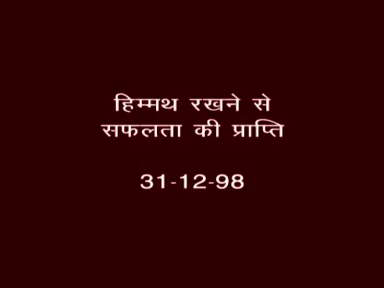 हिम्मथ रखने से
सफलता की प्राप्ति
31-12-98